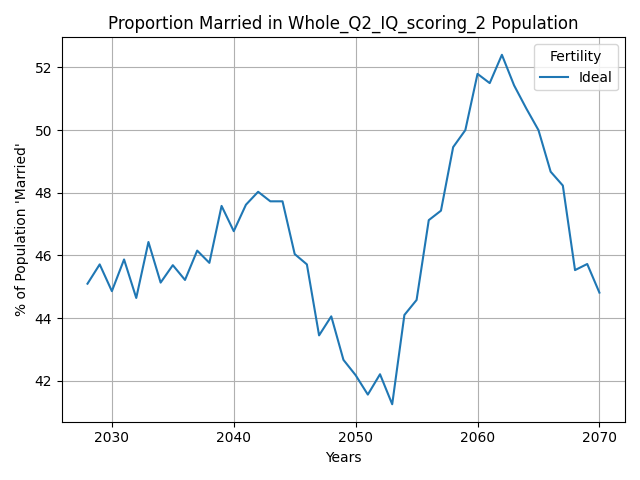 Proportion Married in Whole_Q2_IQ_scoring_2 Population
Fertility
Ideal
% of Population 'Married'
52
50
48
46
44
42
2030
2040
2050
2060
2070
Years